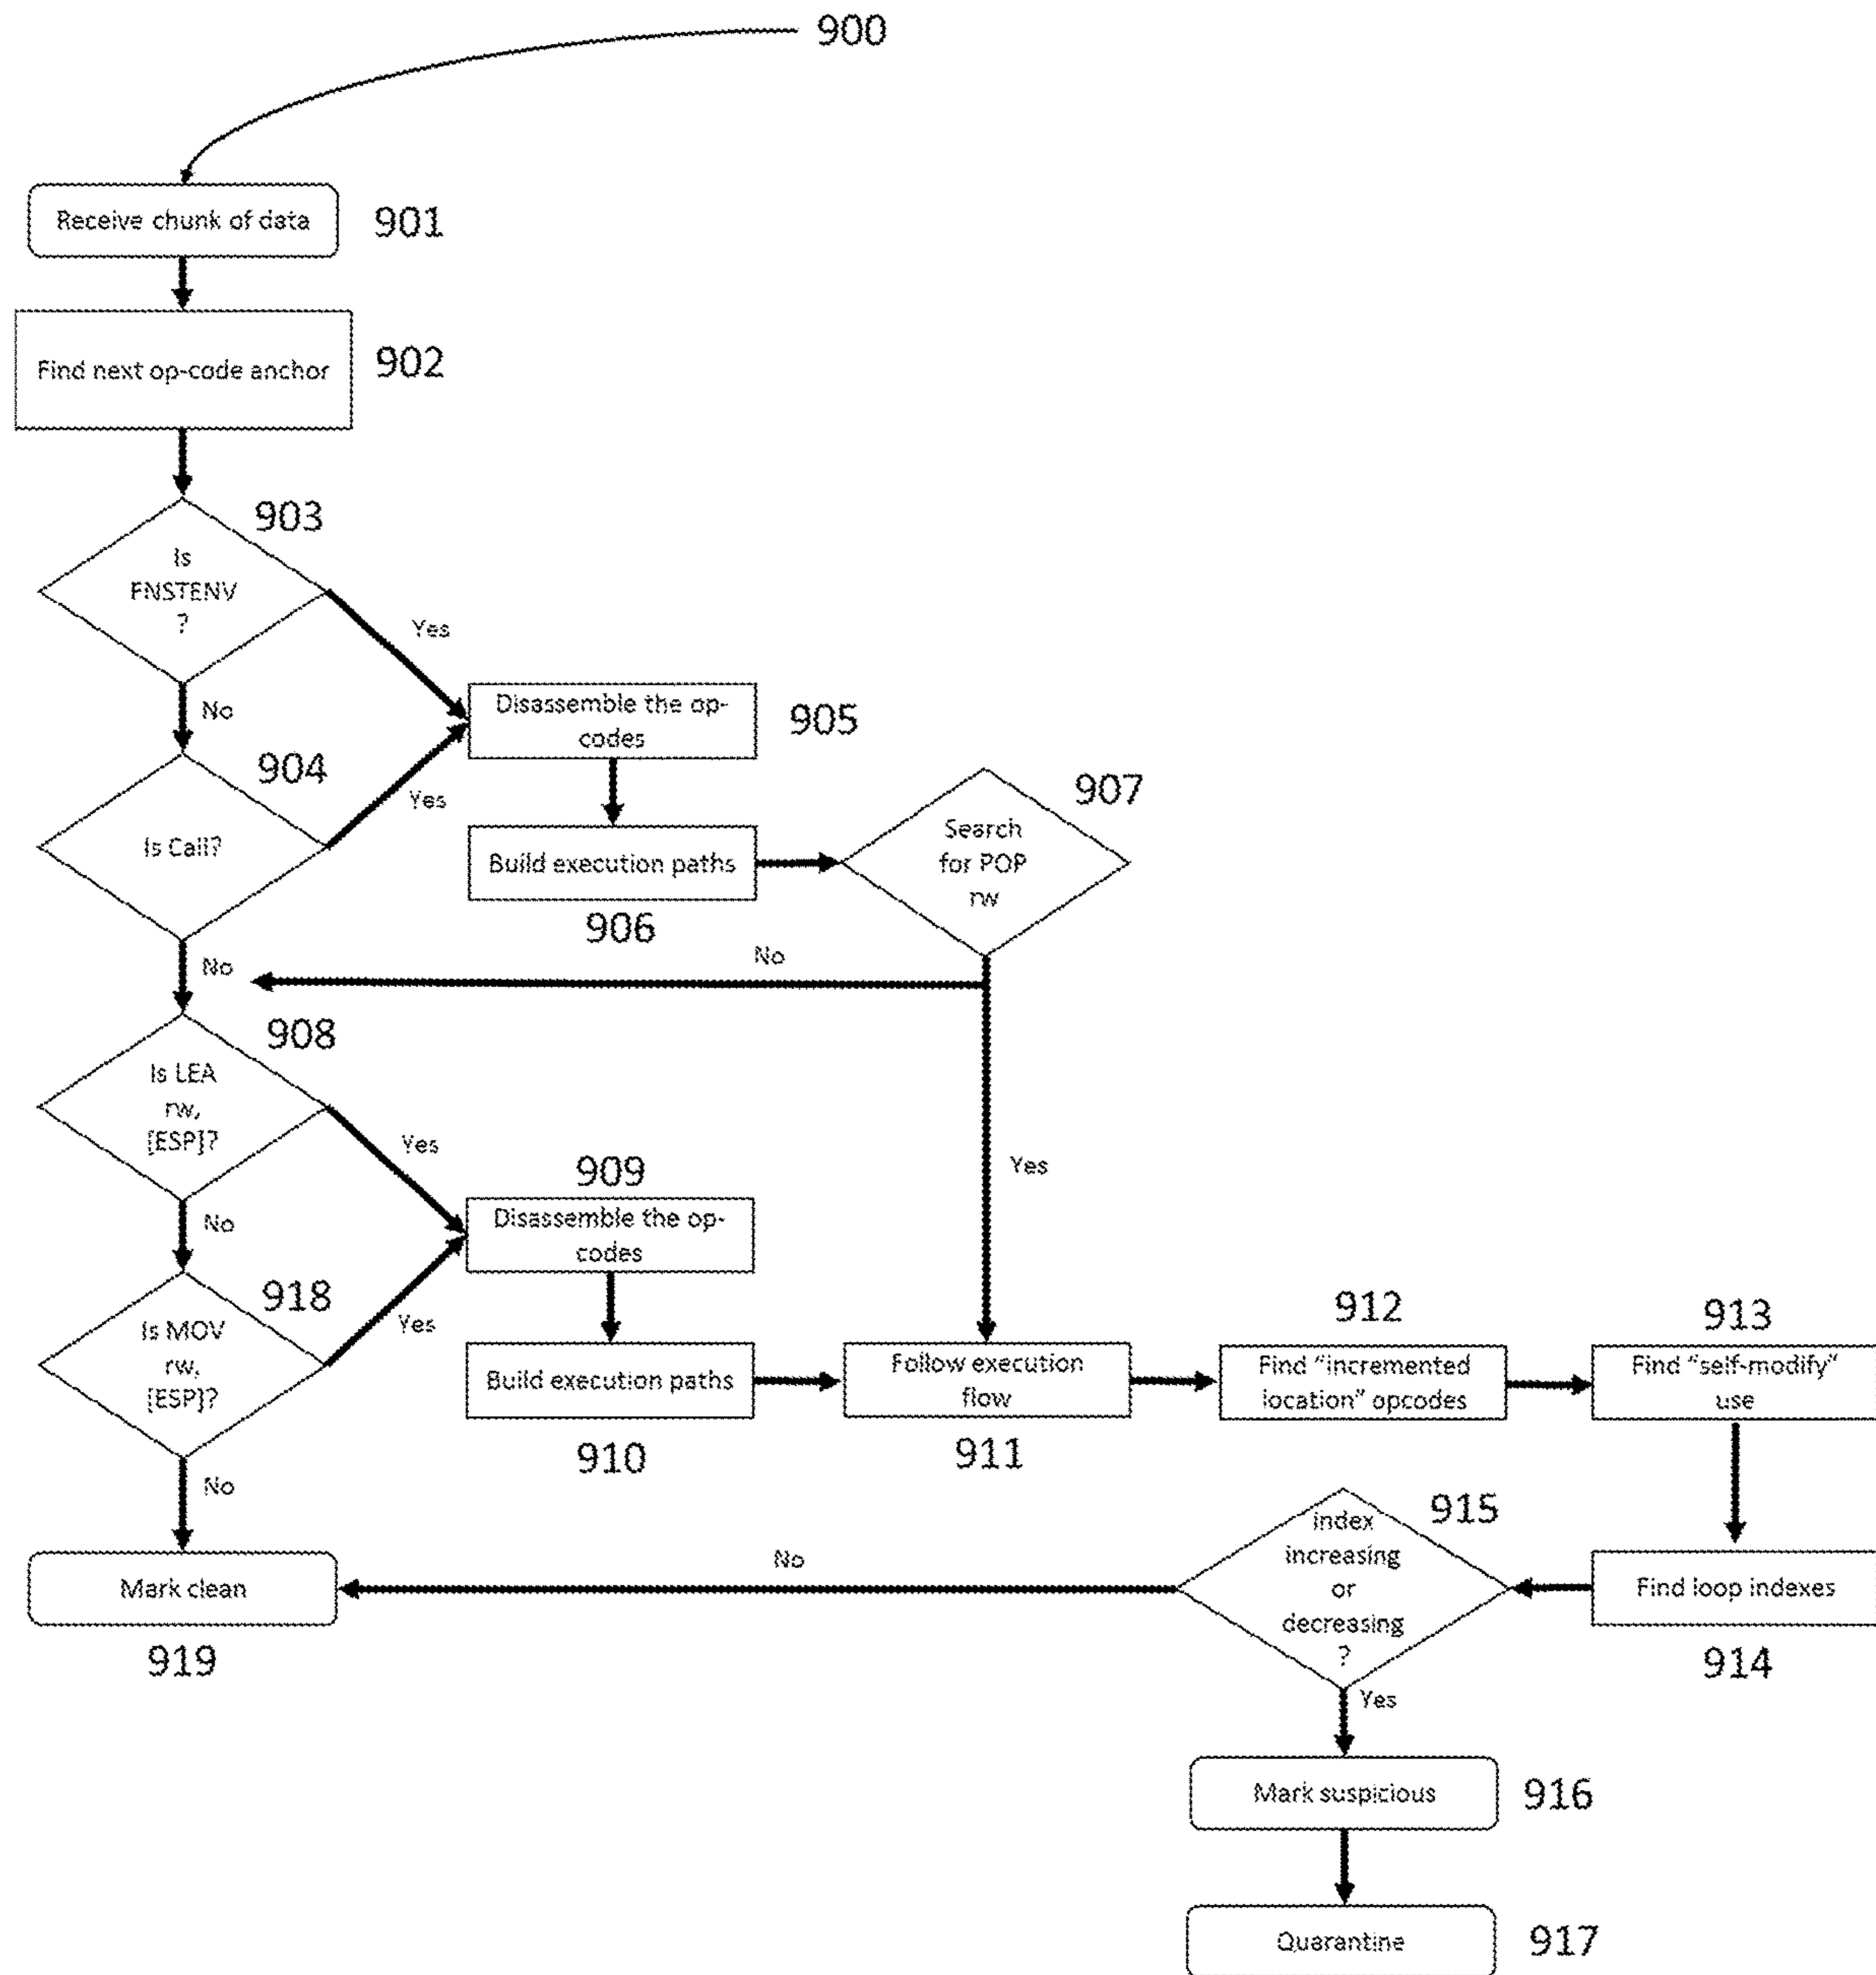 900
Receive chunk of data
901
Find next op-code anchor
902
903
Is
FNSTENV
?
Yes
No
Disassemble the op-
codes
905
904
Is Call?
Yes
907
Search
for POP
rw
Build execution paths
906
No
No
908
Is LEA
rw,
[ESP]?
Yes
Yes
909
No
Disassemble the op-
codes
918
Is MOV
rw,
[ESP]?
Yes
912
913
Build execution paths
Follow execution
flow
Find "incremented
location" opcodes
Find "self-modify"
use
910
911
No
915
index
increasing
or
decreasing
?
No
Mark clean
Find loop indexes
919
914
Yes
Mark suspicious
916
Quarantine
917